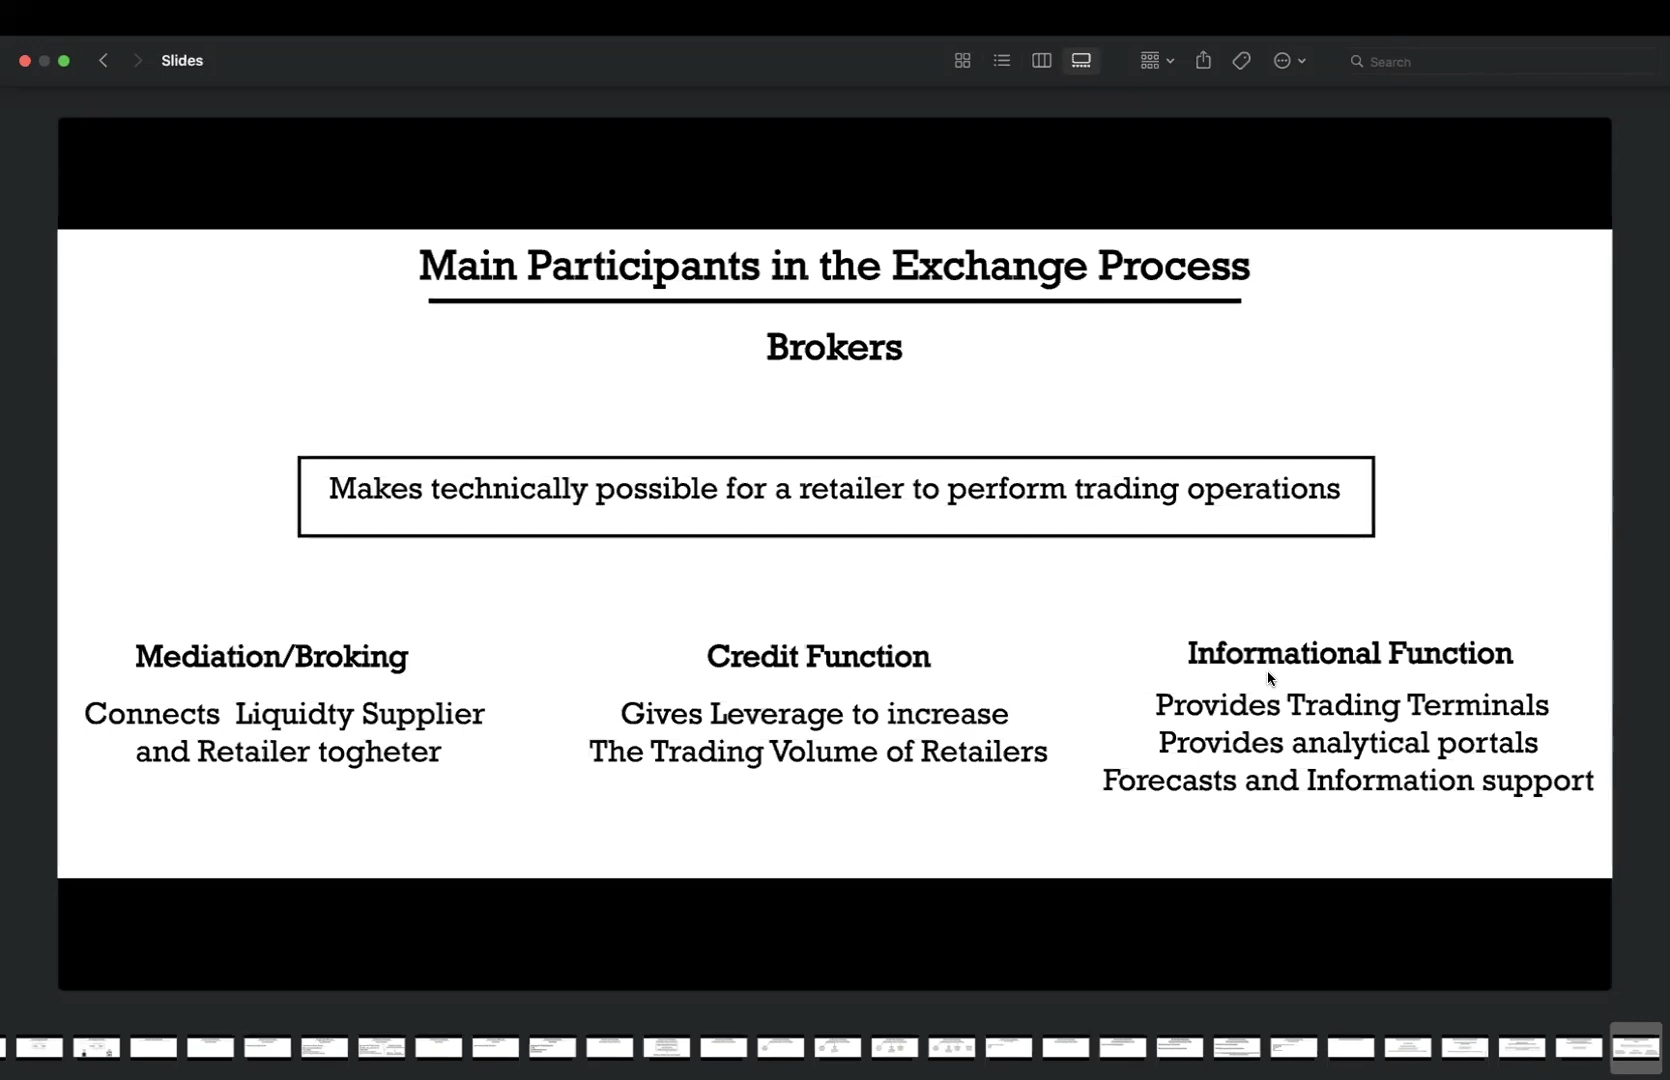 Slides
Search
Main Participants in the Exchange Process
Brokers
Makes technically possible for a retailer to perform trading operations
Mediation/Broking
Connects Liquidty Supplier
and Retailer togheter
Credit Function
Gives Leverage to increase
The Trading Volume of Retailers
Informational Function
Provides Trading Terminals
Provides analytical portals
Forecasts and Information support